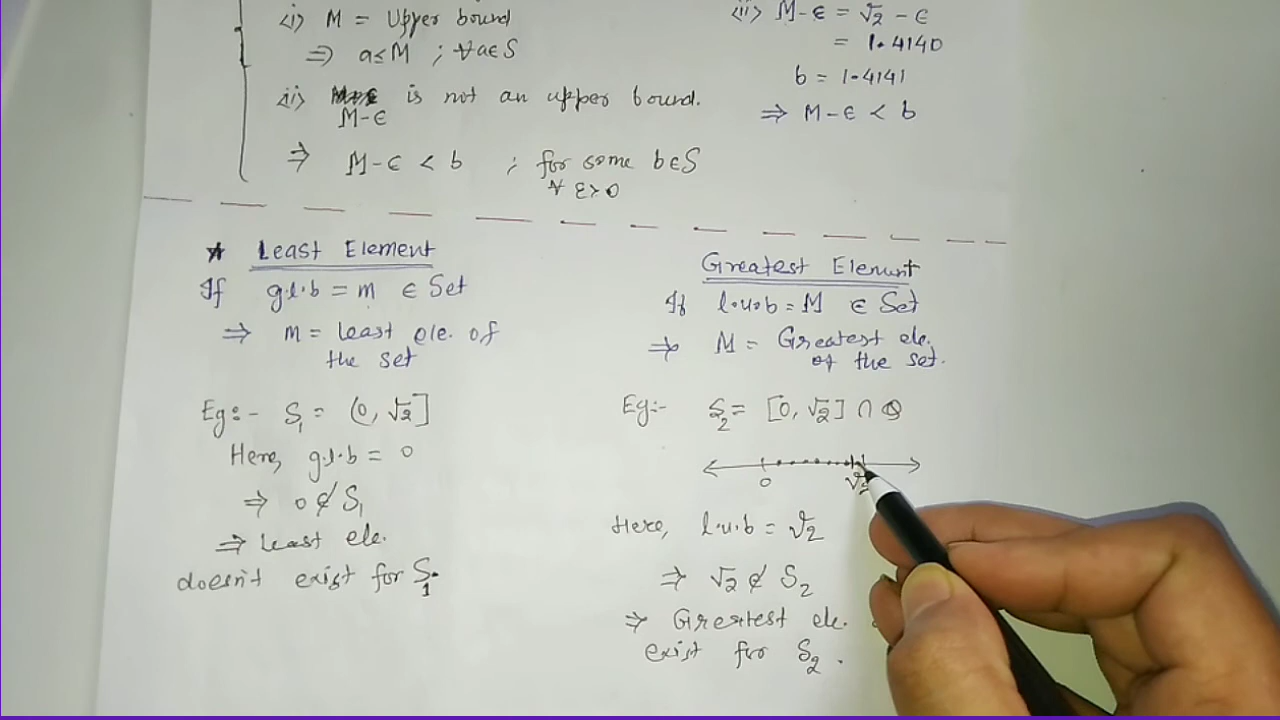 (i) M = Upper bound
⇒ a≤M ; ∀a∈S
(ii) is not an upper bound.
M-ϵ
⇒ M-ϵ < b ; for some b∈S
∀ ε>0
(ii) M-ϵ = √2 - ϵ
= 1.4140
b = 1.4141
⇒ M-ϵ < b
* Least Element
If g.l.b = m ∈ Set
⇒ m = least ele. of
the set
Eg:- S₁ = (0, √2]
Here, g.l.b = 0
⇒ 0 ∉ S₁
⇒ Least ele.
doesn't exist for S₁.
Greatest Element
If l.u.b = M ∈ Set
⇒ M = Greatest ele.
of the set.
Eg:- S₂ = [0, √2] ∩ Q
0 √2
Here, l.u.b = √2
⇒ √2 ∉ S₂
⇒ Greatest ele.
exist for S₂.